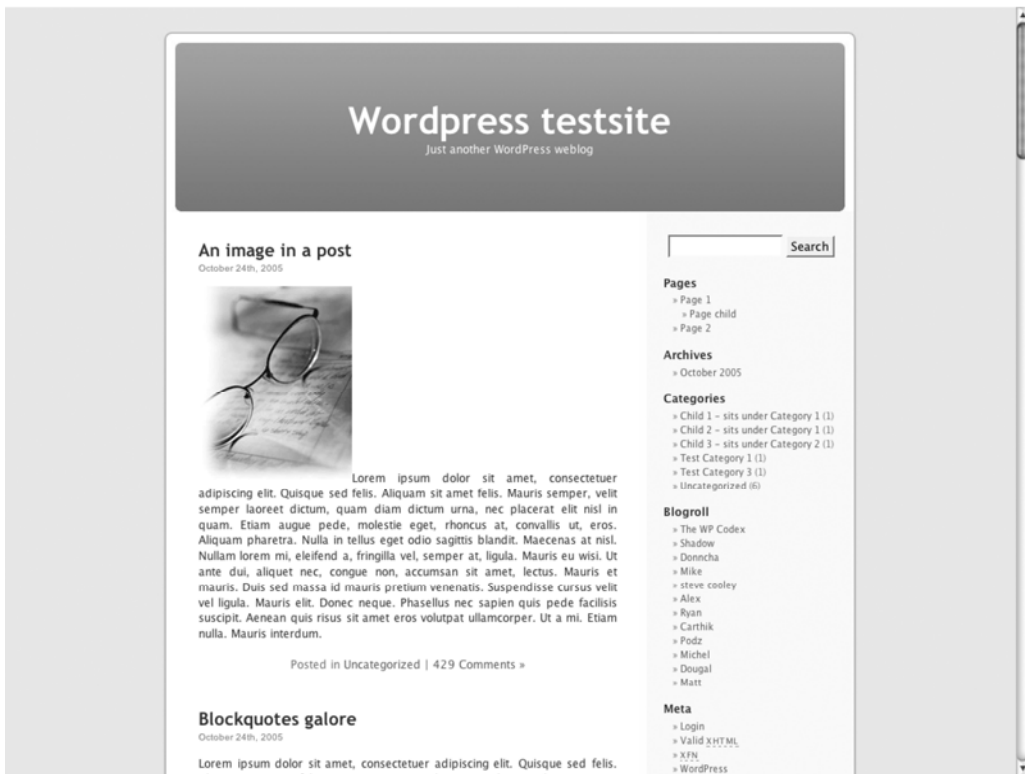 Wordpress testsite
Just another WordPress weblog
An image in a post
October 24th, 2005
Lorem ipsum dolor sit amet, consectetuer
adipiscing elit. Quisque sed felis. Aliquam sit amet felis. Mauris semper, velit
semper laoreet dictum, quam diam dictum urna, nec placerat elit nisl in
quam. Etiam augue pede, molestie eget, rhoncus at, convallis ut, eros.
Aliquam pharetra. Nulla in tellus eget odio sagittis blandit. Maecenas at nisl.
Nullam lorem mi, eleifend a, fringilla vel, semper at, ligula. Mauris eu wisi. Ut
ante dui, aliquet nec, congue non, accumsan sit amet, lectus. Mauris et
mauris. Duis sed massa id mauris pretium venenatis. Suspendisse cursus velit
vel ligula. Mauris elit. Donec neque. Phasellus nec sapien quis pede facilisis
suscipit. Aenean quis risus sit amet eros volutpat ullamcorper. Ut a mi. Etiam
nulla. Mauris interdum.
Posted in Uncategorized | 429 Comments »
Blockquotes galore
October 24th, 2005
Lorem ipsum dolor sit amet, consectetuer adipiscing elit. Quisque sed felis.
Search
Pages
» Page 1
» Page child
» Page 2
Archives
» October 2005
Categories
» Child 1 – sits under Category 1 (1)
» Child 2 – sits under Category 1 (1)
» Child 3 – sits under Category 2 (1)
» Test Category 1 (1)
» Test Category 3 (1)
» Uncategorized (6)
Blogroll
» The WP Codex
» Shadow
» Donncha
» Mike
» steve cooley
» Alex
» Ryan
» Carthik
» Podz
» Michel
» Dougal
» Matt
Meta
» Login
» Valid XHTML
» XFN
» WordPress